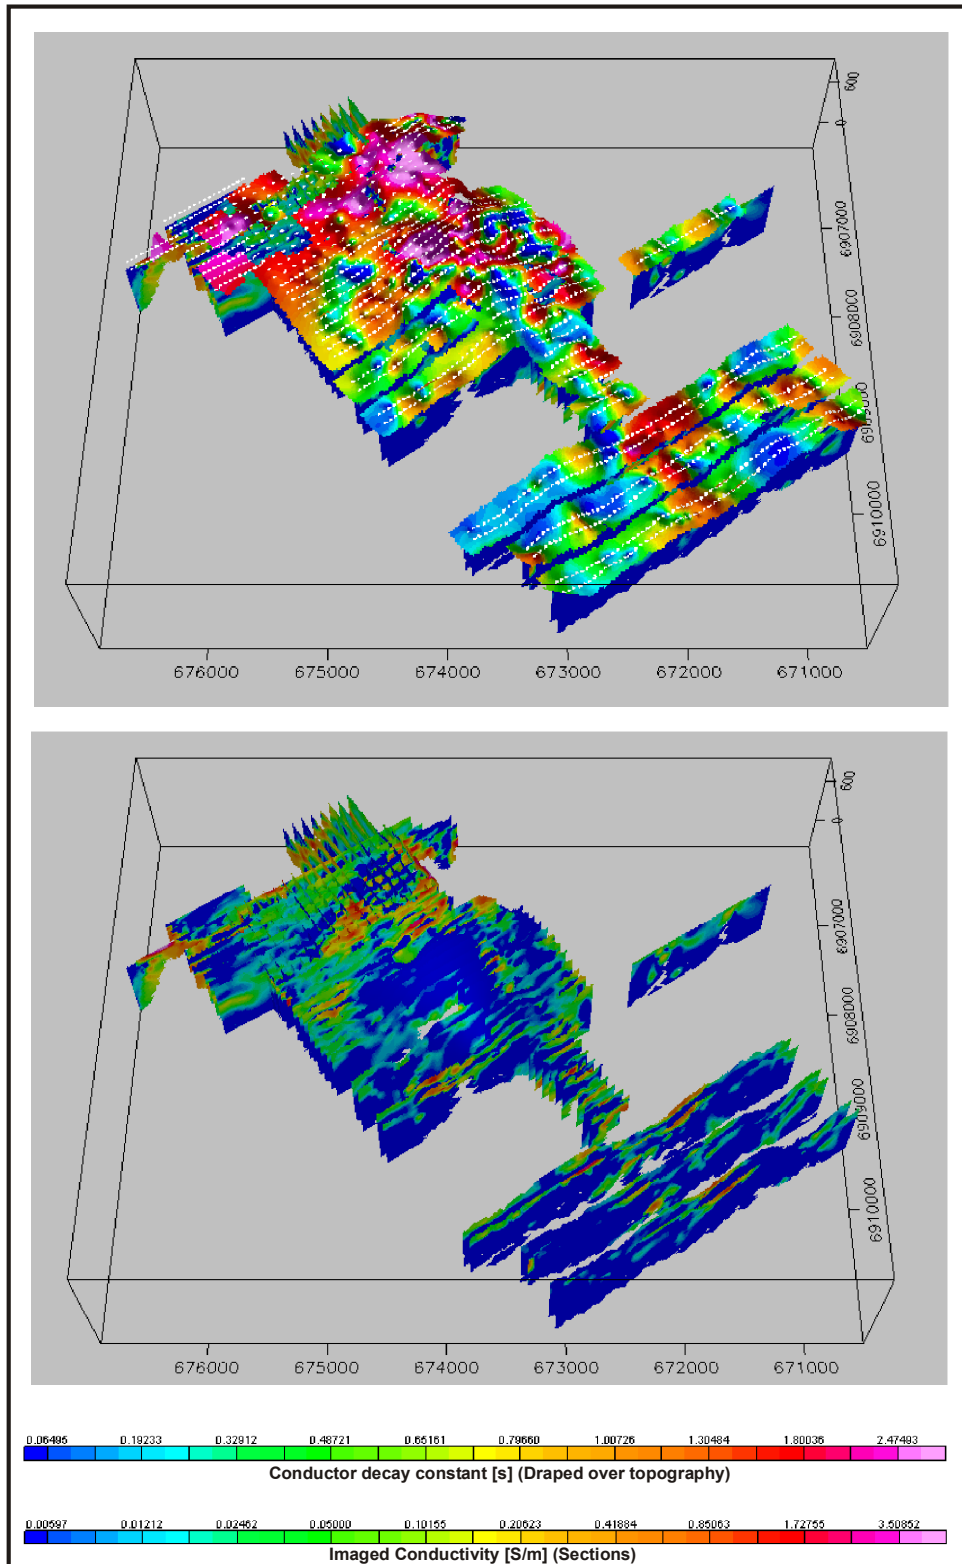 600
0
6907000
6908000
6909000
6910000
676000 675000 674000 673000 672000 671000
600
0
6907000
6908000
6909000
6910000
676000 675000 674000 673000 672000 671000
0.06495 0.19233 0.32912 0.48721 0.65161 0.79660 1.00726 1.30484 1.80036 2.47493
Conductor decay constant [s] (Draped over topography)
0.00597 0.01212 0.02462 0.05000 0.10155 0.20623 0.41884 0.85063 1.72755 3.50852
Imaged Conductivity [S/m] (Sections)